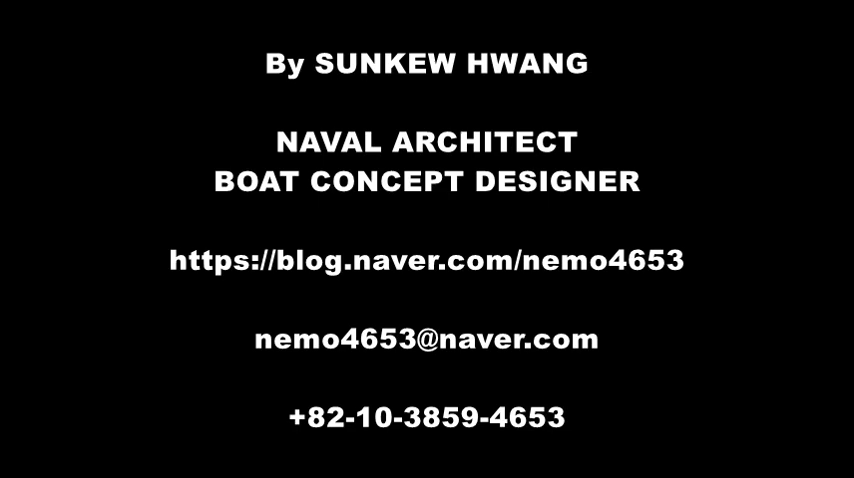 By SUNKEW HWANG
NAVAL ARCHITECT
BOAT CONCEPT DESIGNER
https://blog.naver.com/nemo4653
nemo4653@naver.com
+82-10-3859-4653